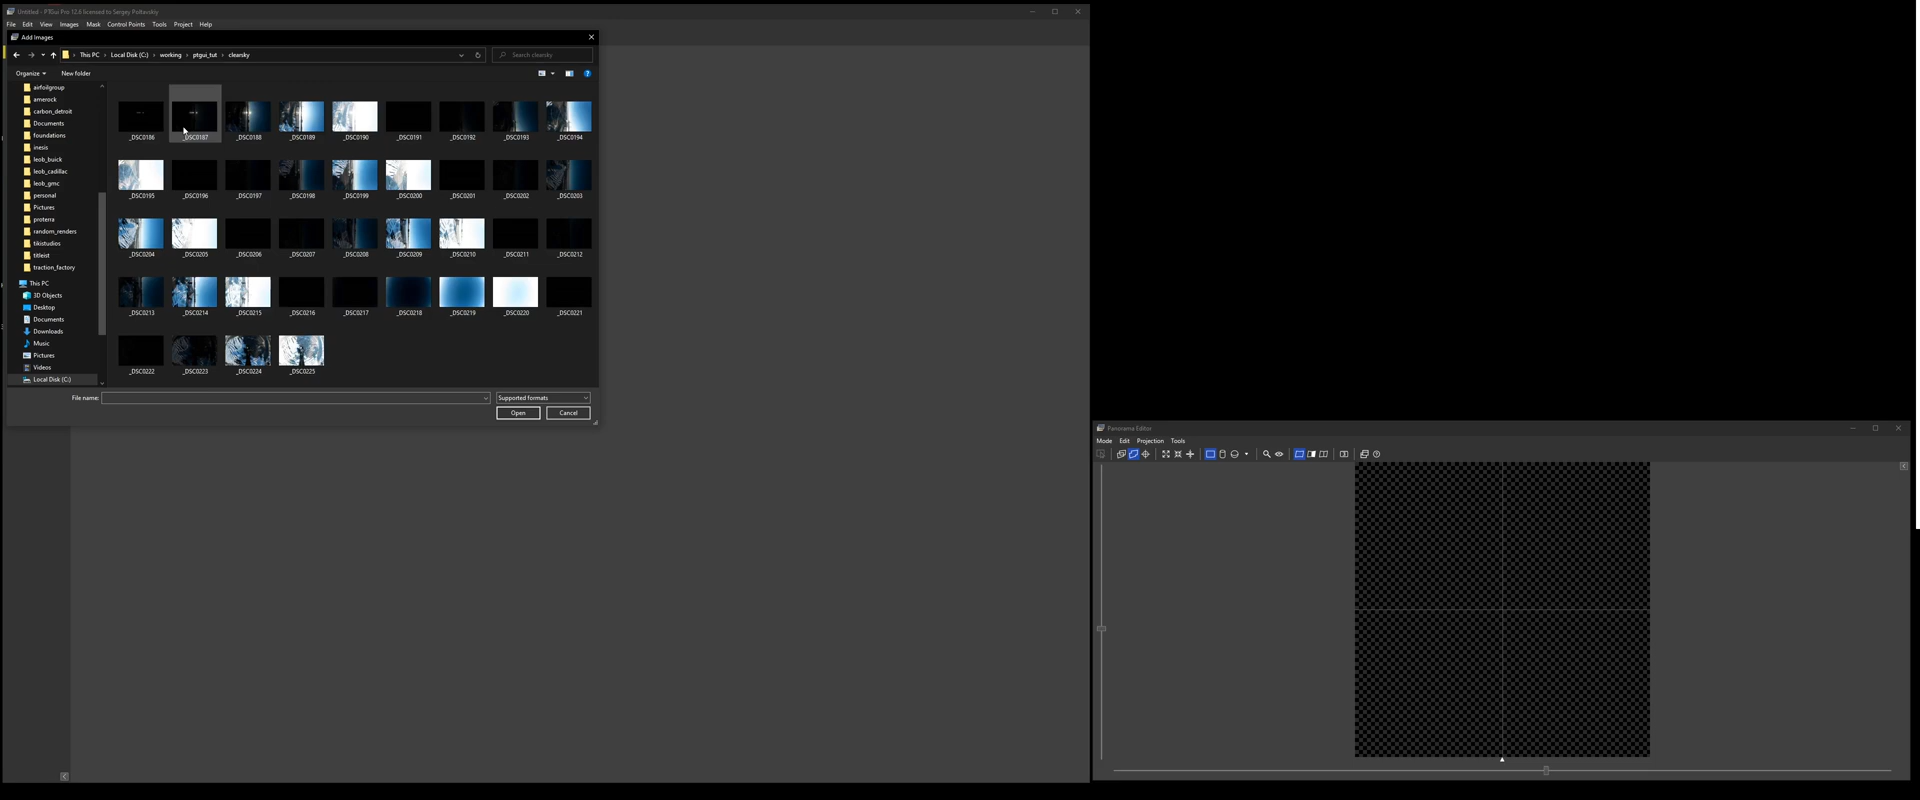 Untitled - PTGui Pro 12.6 licensed to Sergey Poltavskiy
File Edit View Images Mask Control Points Tools Project Help
Add Images
This PC Local Disk (C:) working ptgui_tut clearsky
Search clearsky
Organize New folder
airfoilgroup
amerock
carbon_detroit
Documents
foundations
inesis
leob_buick
leob_cadillac
leob_gmc
personal
Pictures
proterra
random_renders
tikistudios
titleist
traction_factory
This PC
3D Objects
Desktop
Documents
Downloads
Music
Pictures
Videos
Local Disk (C:)
_DSC0186 _DSC0187 _DSC0188 _DSC0189 _DSC0190 _DSC0191 _DSC0192 _DSC0193 _DSC0194
_DSC0195 _DSC0196 _DSC0197 _DSC0198 _DSC0199 _DSC0200 _DSC0201 _DSC0202 _DSC0203
_DSC0204 _DSC0205 _DSC0206 _DSC0207 _DSC0208 _DSC0209 _DSC0210 _DSC0211 _DSC0212
_DSC0213 _DSC0214 _DSC0215 _DSC0216 _DSC0217 _DSC0218 _DSC0219 _DSC0220 _DSC0221
_DSC0222 _DSC0223 _DSC0224 _DSC0225
File name:
Supported formats
Open Cancel
Panorama Editor
Mode Edit Projection Tools